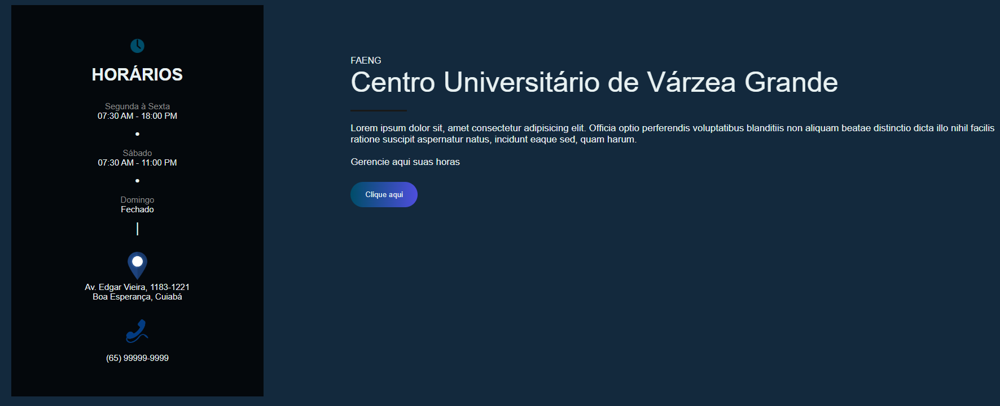 HORÁRIOS
Segunda à Sexta
07:30 AM - 18:00 PM
•
Sábado
07:30 AM - 11:00 PM
•
Domingo
Fechado
|
Av. Edgar Vieira, 1183-1221
Boa Esperança, Cuiabá
(65) 99999-9999
FAENG
Centro Universitário de Várzea Grande
Lorem ipsum dolor sit, amet consectetur adipisicing elit. Officia optio perferendis voluptatibus blanditiis non aliquam beatae distinctio dicta illo nihil facilis
ratione suscipit aspernatur natus, incidunt eaque sed, quam harum.
Gerencie aqui suas horas
Clique aqui